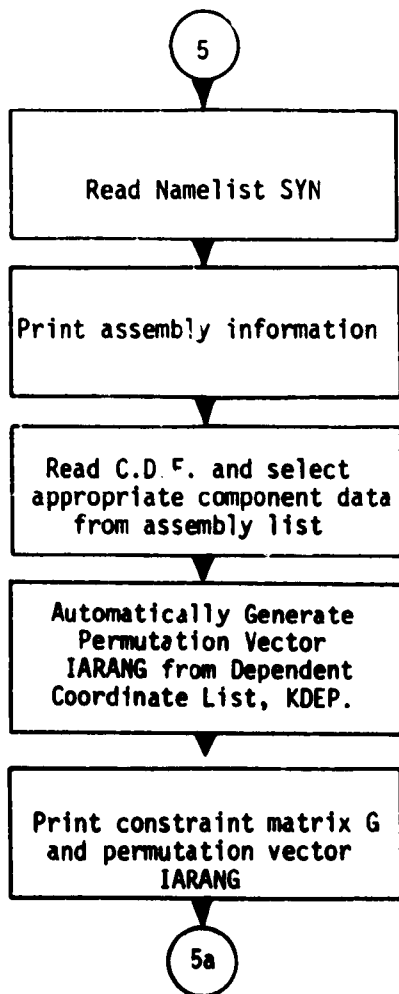 5
Read Namelist SYN
Print assembly information
Read C.D.F. and select
appropriate component data
from assembly list
Automatically Generate
Permutation Vector
IARANG from Dependent
Coordinate List, KDEP.
Print constraint matrix G
and permutation vector
IARANG
5a